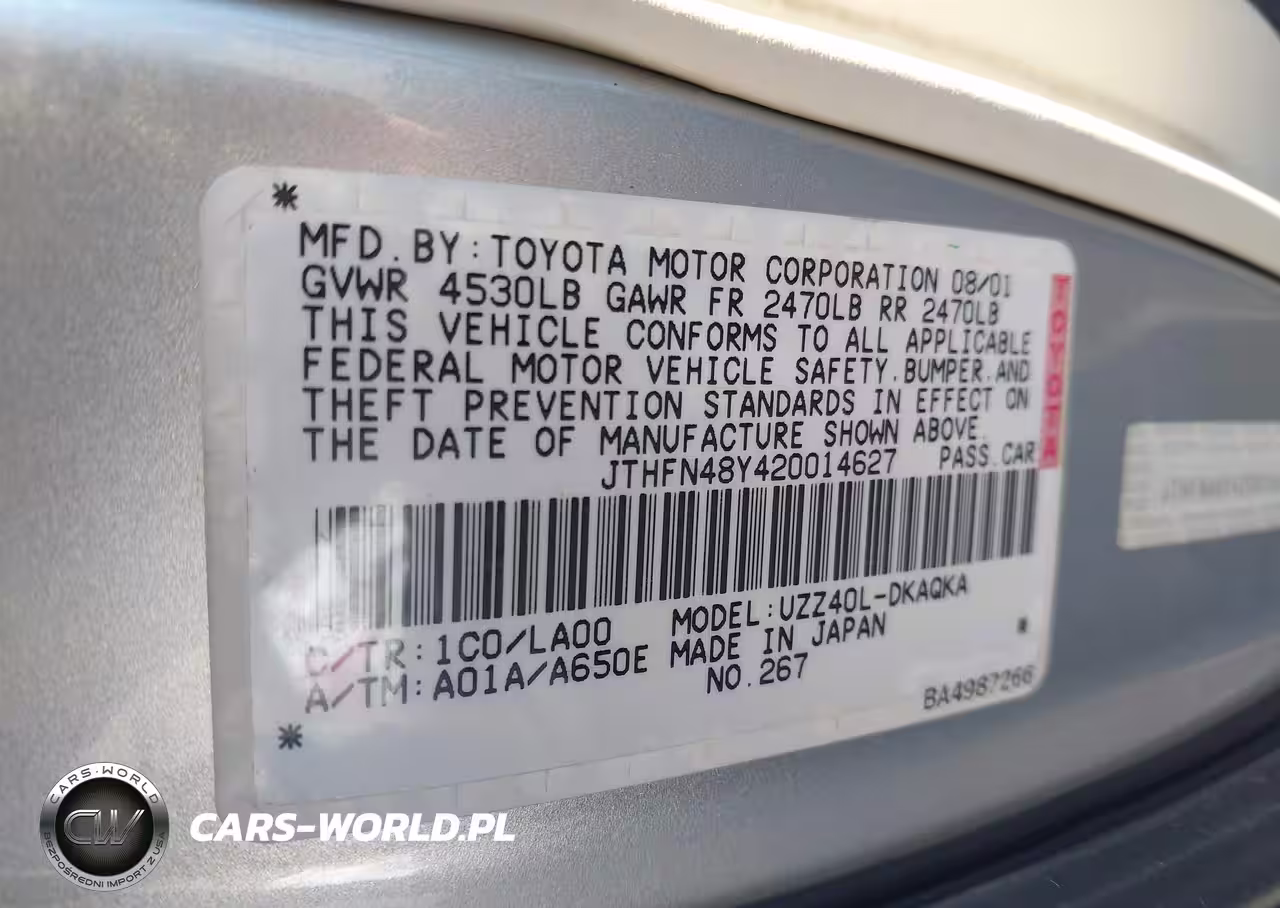 *
MFD. BY: TOYOTA MOTOR CORPORATION 08/01
GVWR 4530LB GAWR FR 2470LB RR 2470LB
THIS VEHICLE CONFORMS TO ALL APPLICABLE
FEDERAL MOTOR VEHICLE SAFETY, BUMPER, AND
THEFT PREVENTION STANDARDS IN EFFECT ON
THE DATE OF MANUFACTURE SHOWN ABOVE.
JTHFN48Y420014627 PASS. CAR
TOYOTA
C/TR: 1C0/LA00 MODEL: UZZ40L-DKAQKA
A/TM: A01A/A650E MADE IN JAPAN
NO. 267
BA4987266
*
*
CARS-WORLD
CW
BEZPOŚREDNI IMPORT Z USA
CARS-WORLD.PL